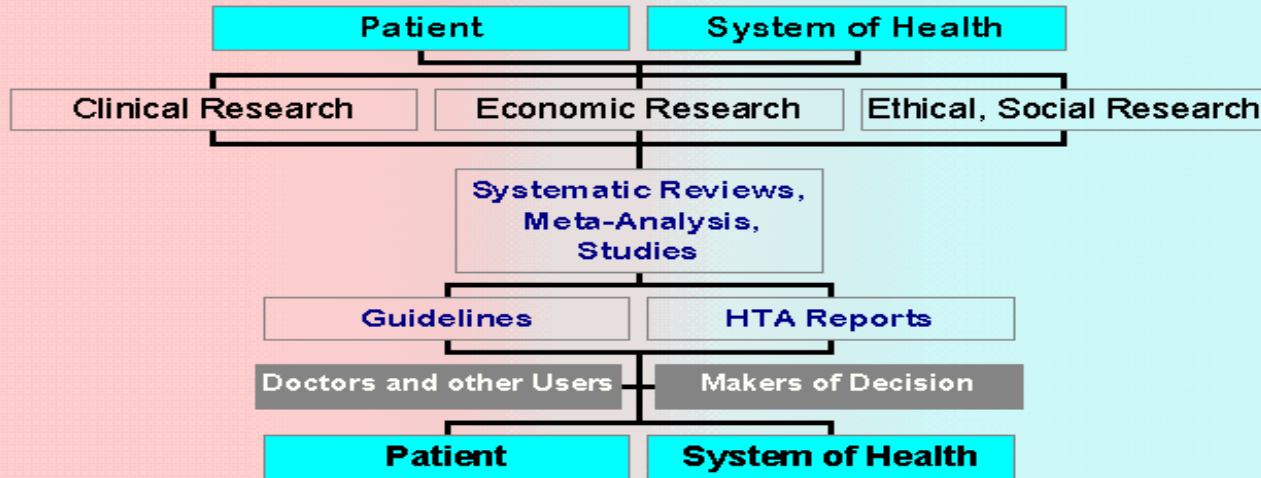 Patient
System of Health
Clinical Research
Economic Research
Ethical, Social Research
Systematic Reviews,
Meta-Analysis,
Studies
Guidelines
HTA Reports
Doctors and other Users
Makers of Decision
Patient
System of Health